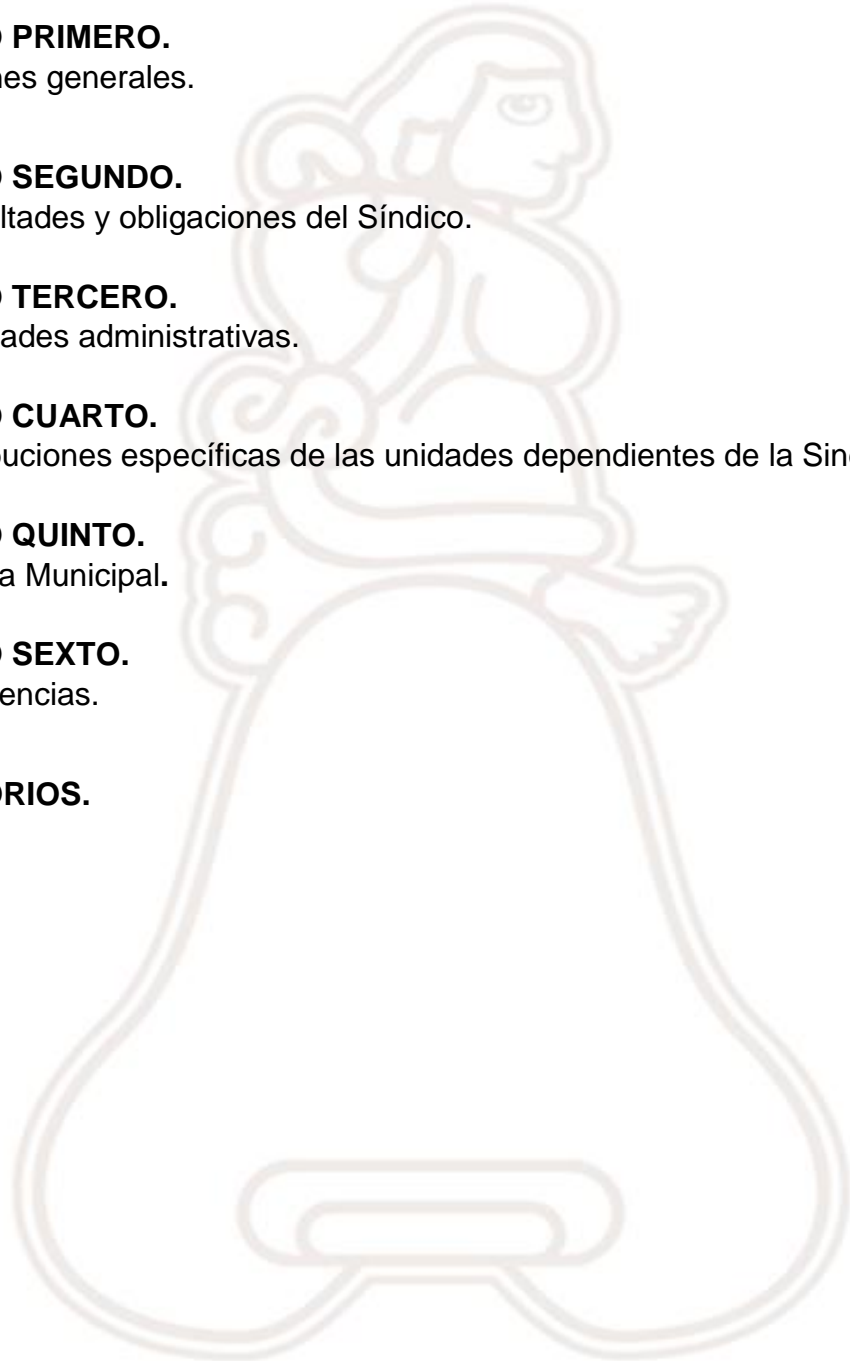 O PRIMERO.
nes generales.
O SEGUNDO.
ltades y obligaciones del Síndico.
O TERCERO.
ades administrativas.
O CUARTO.
buciones específicas de las unidades dependientes de la Sin
O QUINTO.
a Municipal.
O SEXTO.
encias.
ORIOS.